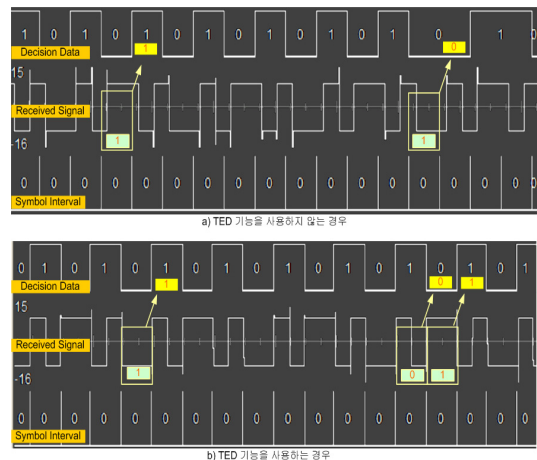 1 0 1 0 1 0 1 0 1 0 1 0 1 0 1 0
Decision Data
1
0
15
Received Signal
-16
1
1
0 0 0 0 0 0 0 0 0 0 0 0 0 0 0 0 0 0
Symbol Interval
a) TED 기능을 사용하지 않는 경우
0 1 0 1 0 1 0 1 0 1 0 1 0 1 0 1 0 1
Decision Data
1
0
1
15
Received Signal
-16
1
0
1
0 0 0 0 0 0 0 0 0 0 0 0 0 0 0 0 0 0
Symbol Interval
b) TED 기능을 사용하는 경우